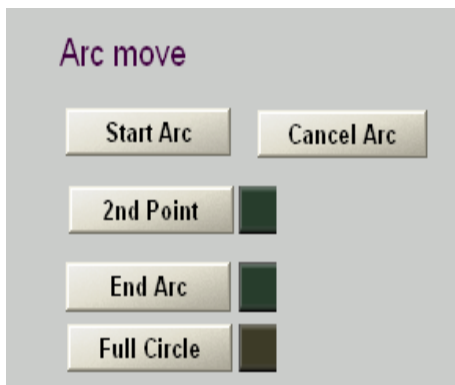 Arc move
Start Arc Cancel Arc
2nd Point
End Arc
Full Circle